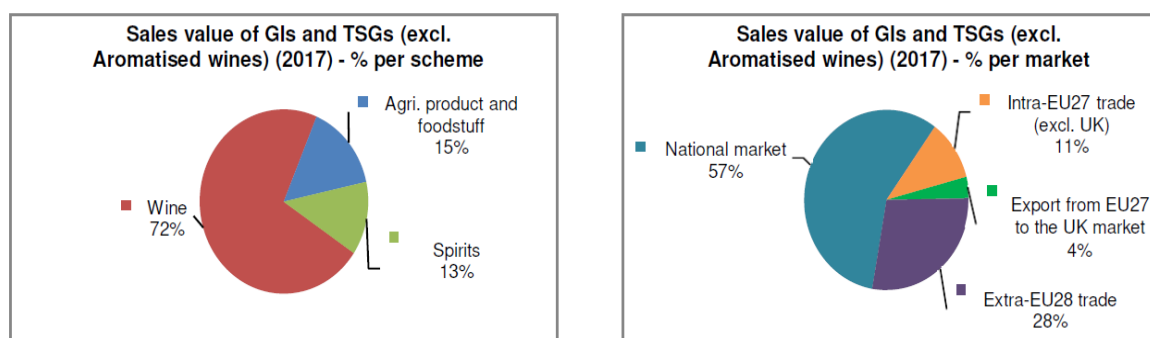 Sales value of GIs and TSGs (excl.
Aromatised wines) (2017) - % per scheme
Agri. product and
foodstuff
15%
Wine
72%
Spirits
13%
Sales value of GIs and TSGs (excl.
Aromatised wines) (2017) - % per market
Intra-EU27 trade
(excl. UK)
11%
National market
57%
Export from EU27
to the UK market
4%
Extra-EU28 trade
28%